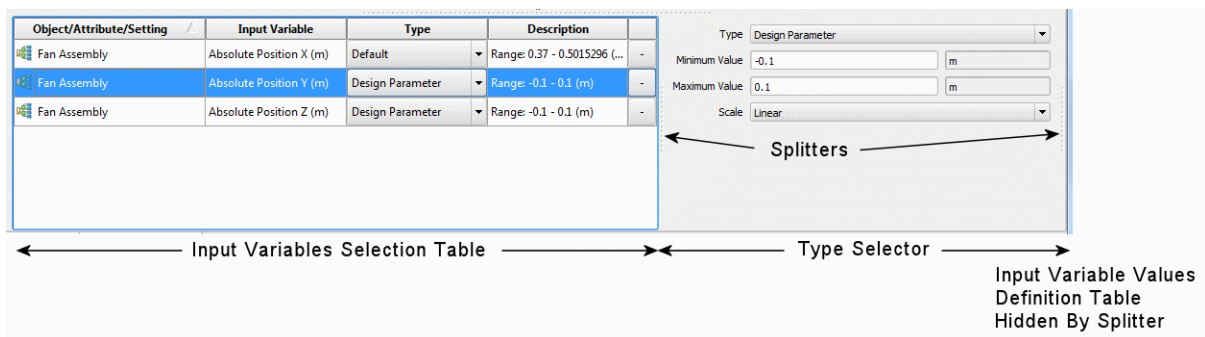 Object/Attribute/Setting Input Variable Type Description
Fan Assembly Absolute Position X (m) Default Range: 0.37 - 0.5015296 (... -
Fan Assembly Absolute Position Y (m) Design Parameter Range: -0.1 - 0.1 (m) -
Fan Assembly Absolute Position Z (m) Design Parameter Range: -0.1 - 0.1 (m) -
Type Design Parameter
Minimum Value -0.1 m
Maximum Value 0.1 m
Scale Linear
Splitters
Input Variables Selection Table
Type Selector
Input Variable Values
Definition Table
Hidden By Splitter